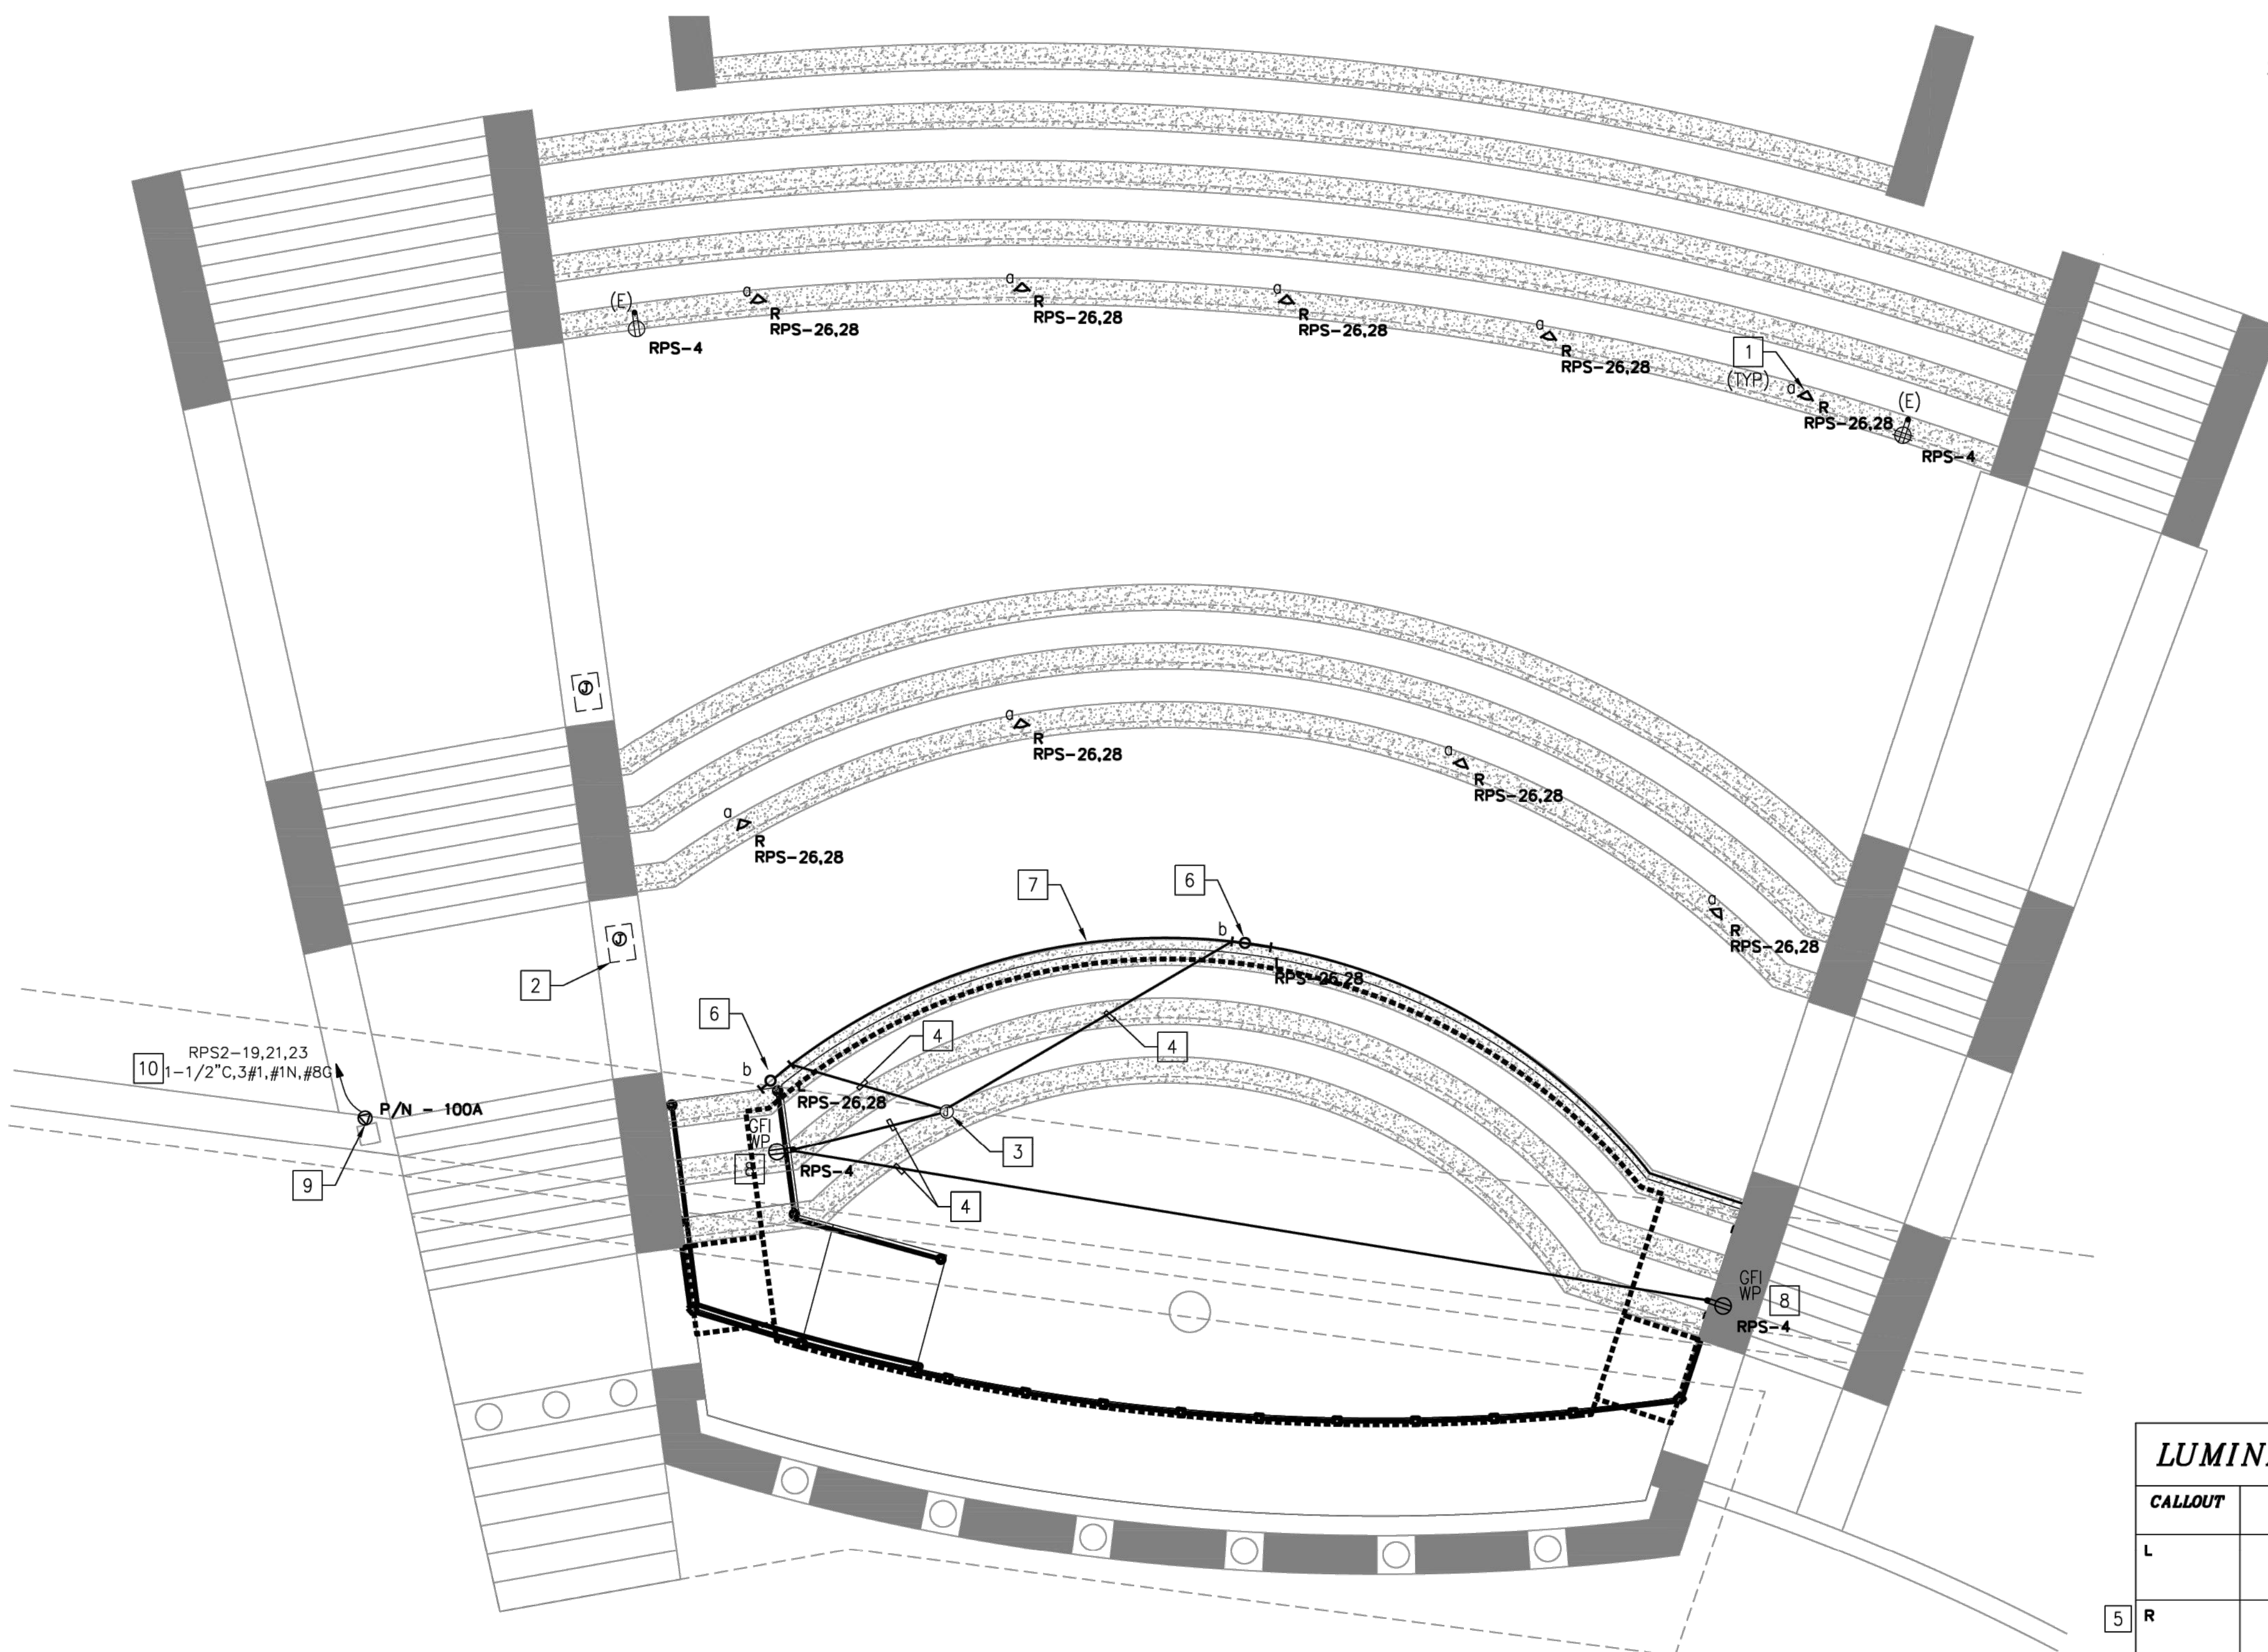 (E)
RPS-4
a
R
RPS-26,28
a
R
RPS-26,28
a
R
RPS-26,28
a
R
RPS-26,28
1
(TYP)
a
R
RPS-26,28
(E)
RPS-4
J
a
R
RPS-26,28
a
R
RPS-26,28
a
R
RPS-26,28
a
R
RPS-26,28
J
2
7
6
b
RPS-26,28
6
b
L
RPS-26,28
4
4
J
3
4
GFI
WP
8
RPS-4
10
RPS2-19,21,23
1-1/2"C,3#1,#1N,#8G
P/N - 100A
9
GFI
WP
8
RPS-4
CALLOUT
L
5
R